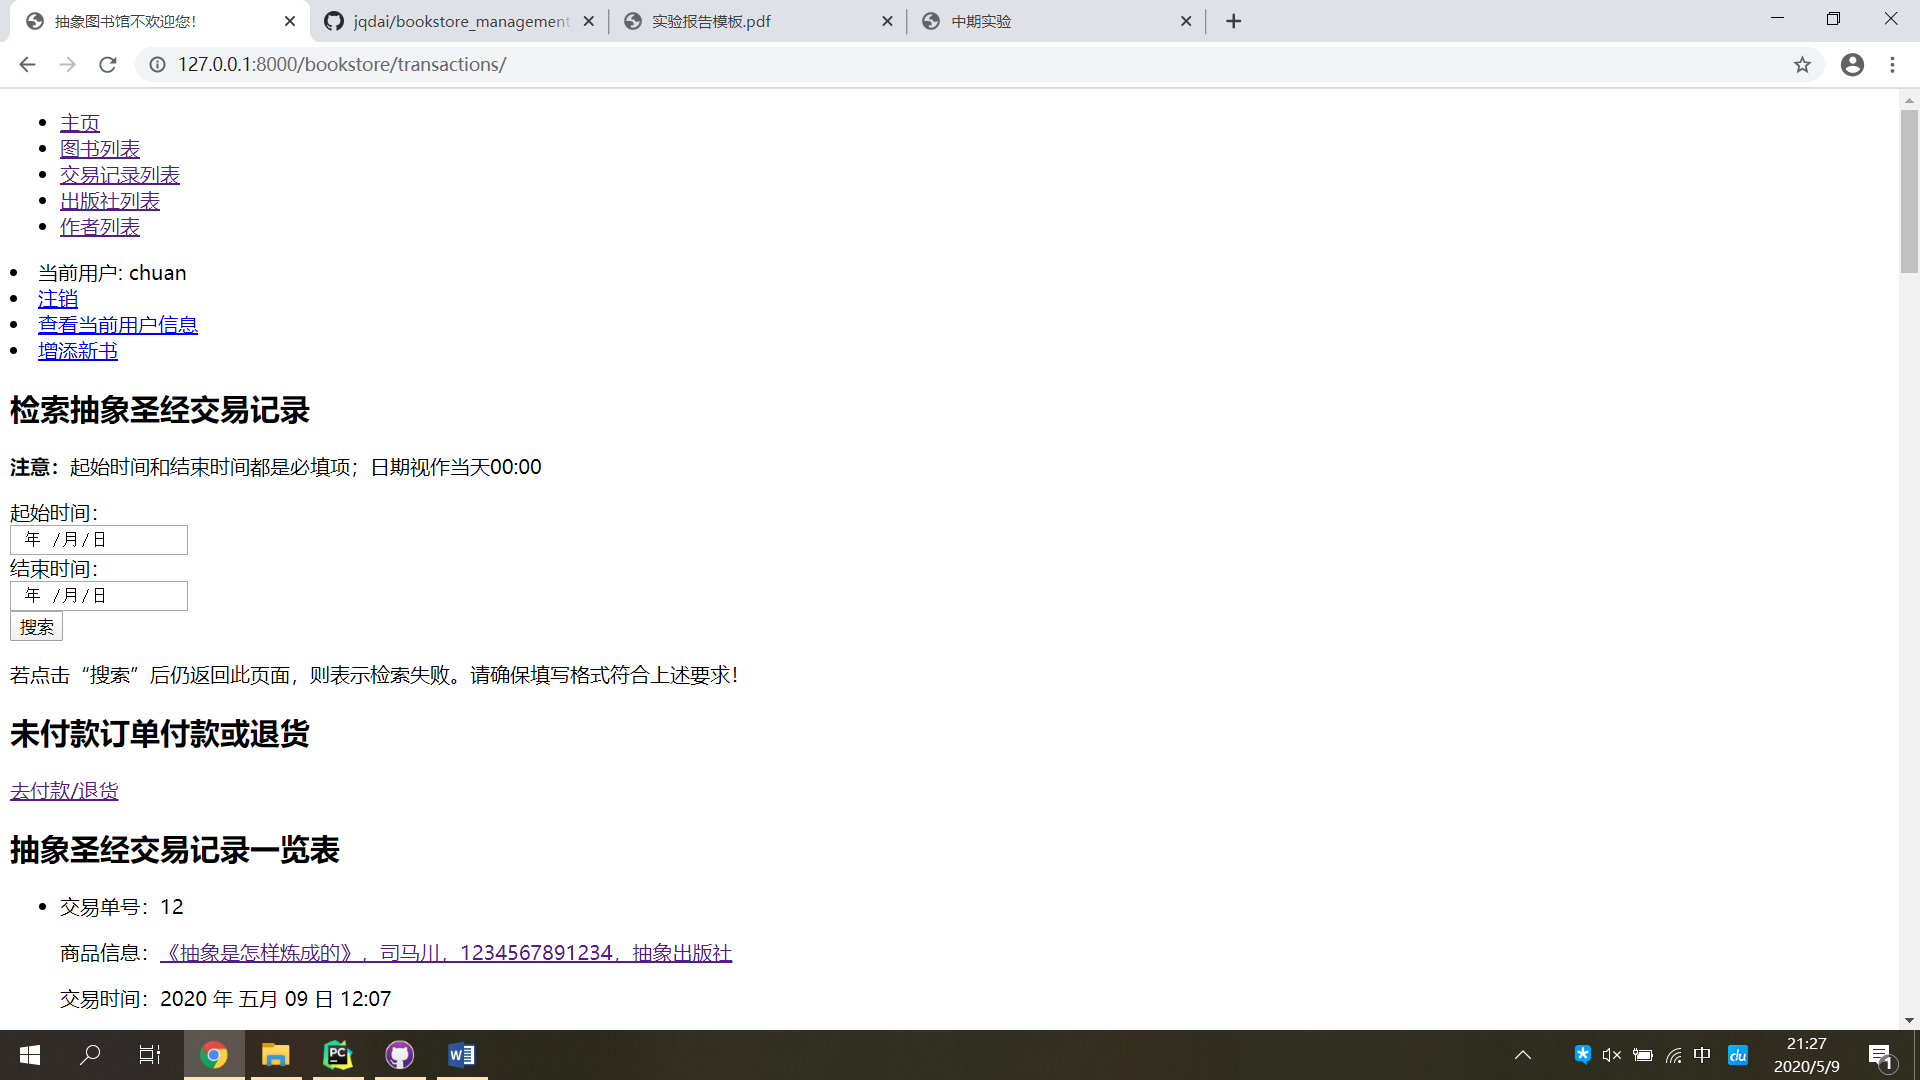 抽象图书馆不欢迎您！
jqdai/bookstore_management
实验报告模板.pdf
中期实验
127.0.0.1:8000/bookstore/transactions/
主页
图书列表
交易记录列表
出版社列表
作者列表
当前用户: chuan
注销
查看当前用户信息
增添新书
检索抽象圣经交易记录
注意：起始时间和结束时间都是必填项；日期视作当天00:00
起始时间：
年 /月/日
结束时间：
年 /月/日
搜索
若点击“搜索”后仍返回此页面，则表示检索失败。请确保填写格式符合上述要求！
未付款订单付款或退货
去付款/退货
抽象圣经交易记录一览表
交易单号：12
商品信息：《抽象是怎样炼成的》，司马川，1234567891234，抽象出版社
交易时间：2020 年 五月 09 日 12:07
PC
W
中
du
21:27
2020/5/9
1